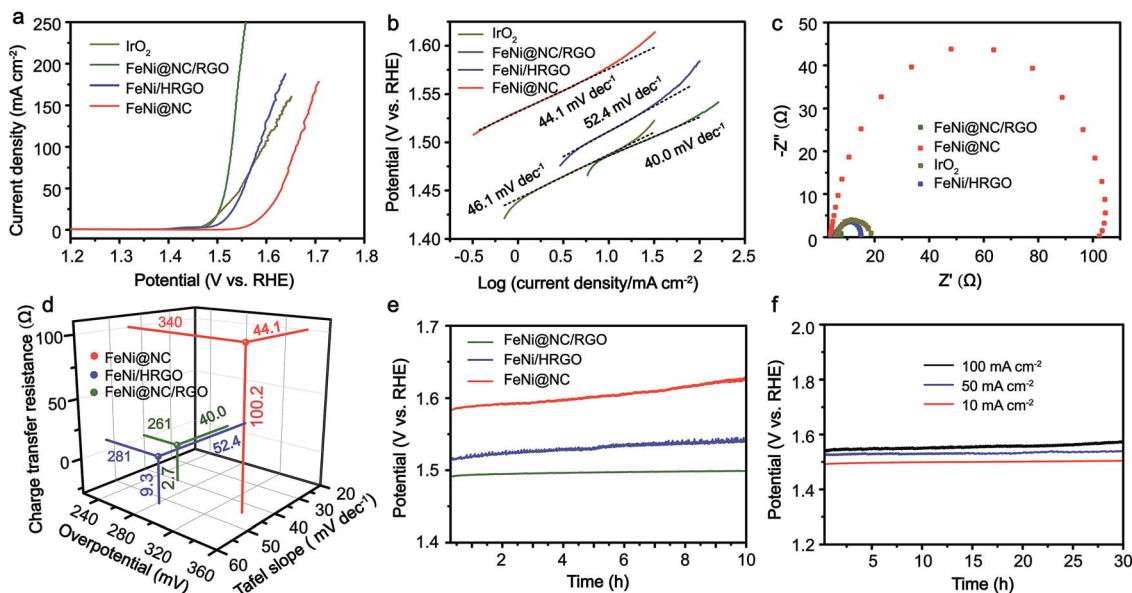 a
Current density (mA cm⁻²)
250
200
150
100
50
0
IrO₂
FeNi@NC/RGO
FeNi/HRGO
FeNi@NC
1.2 1.3 1.4 1.5 1.6 1.7 1.8
Potential (V vs. RHE)
b
Potential (V vs. RHE)
1.60
1.55
1.50
1.45
1.40
IrO₂
FeNi@NC/RGO
FeNi/HRGO
FeNi@NC
44.1 mV dec⁻¹
52.4 mV dec⁻¹
46.1 mV dec⁻¹
40.0 mV dec⁻¹
-0.5 0.0 0.5 1.0 1.5 2.0 2.5
Log (current density/mA cm⁻²)
c
-Z'' (Ω)
50
40
30
20
10
0
FeNi@NC/RGO
FeNi@NC
IrO₂
FeNi/HRGO
20 40 60 80 100
Z' (Ω)
d
Charge transfer resistance (Ω)
100
50
0
FeNi@NC
FeNi/HRGO
FeNi@NC/RGO
340
44.1
100.2
261
40.0
2.7
281
52.4
9.3
240 280 320 360
Overpotential (mV)
60 50 40 30 20
Tafel slope ( mV dec⁻¹)
e
Potential (V vs. RHE)
1.7
1.6
1.5
1.4
FeNi@NC/RGO
FeNi/HRGO
FeNi@NC
2 4 6 8 10
Time (h)
f
Potential (V vs. RHE)
2.0
1.8
1.6
1.4
1.2
100 mA cm⁻²
50 mA cm⁻²
10 mA cm⁻²
5 10 15 20 25 30
Time (h)